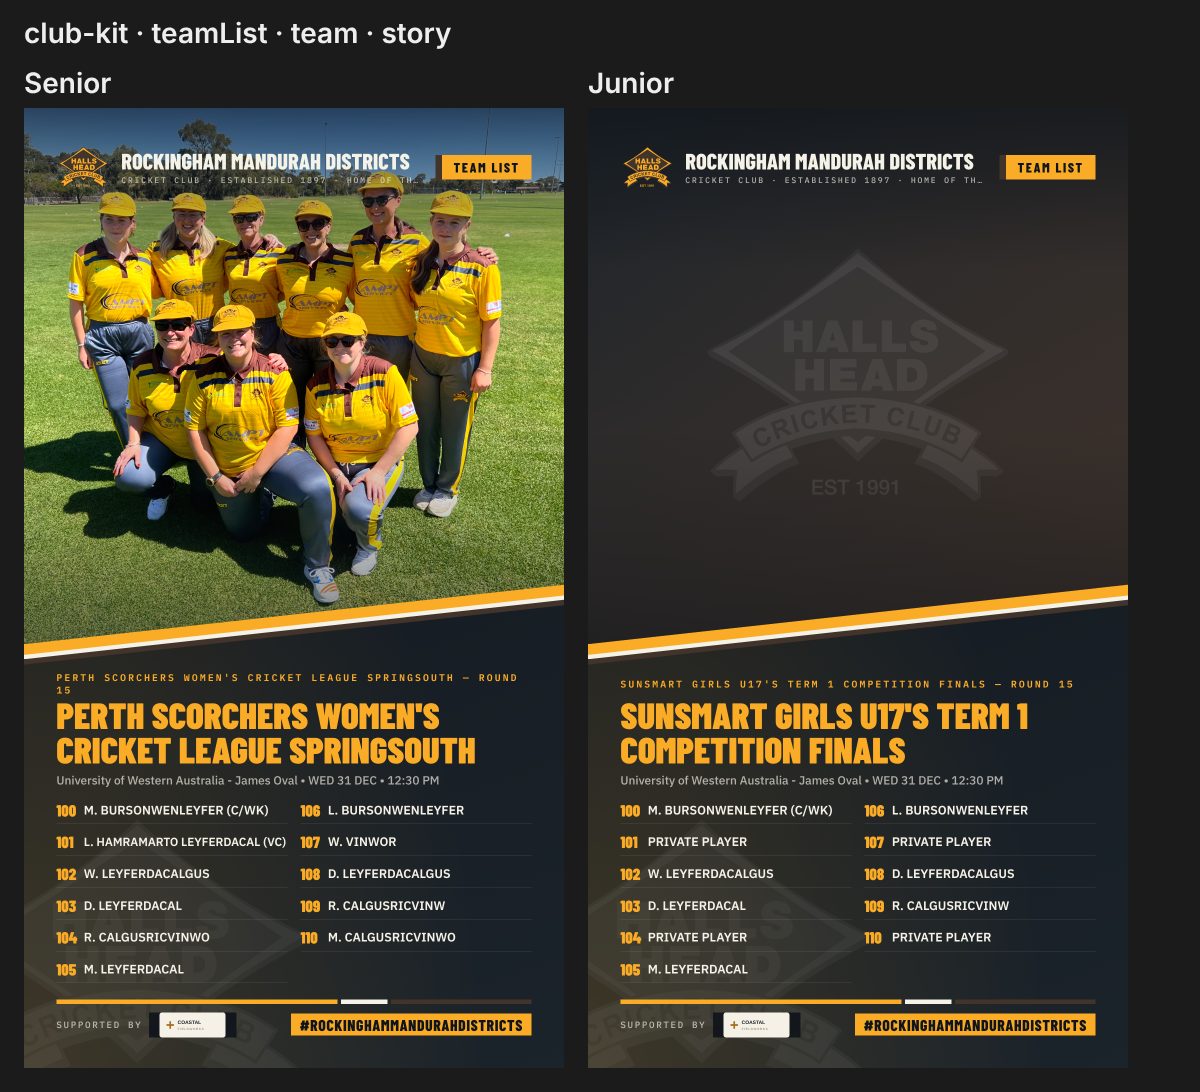 club-kit · teamList · team · story
Senior
HALLS
HEAD
CRICKET CLUB
ROCKINGHAM MANDURAH DISTRICTS
CRICKET CLUB · ESTABLISHED 1897 · HOME OF TH…
TEAM LIST
PERTH SCORCHERS WOMEN'S CRICKET LEAGUE SPRINGSOUTH — ROUND
15
PERTH SCORCHERS WOMEN'S
CRICKET LEAGUE SPRINGSOUTH
University of Western Australia - James Oval • WED 31 DEC • 12:30 PM
100 M. BURSONWENLEYFER (C/WK)
101 L. HAMRAMARTO LEYFERDACAL (VC)
102 W. LEYFERDACALGUS
103 D. LEYFERDACAL
104 R. CALGUSRICVINWO
105 M. LEYFERDACAL
106 L. BURSONWENLEYFER
107 W. VINWOR
108 D. LEYFERDACALGUS
109 R. CALGUSRICVINW
110 M. CALGUSRICVINWO
SUPPORTED BY
COASTAL
#ROCKINGHAMMANDURAHDISTRICTS
Junior
HALLS
HEAD
CRICKET CLUB
EST 1991
ROCKINGHAM MANDURAH DISTRICTS
CRICKET CLUB · ESTABLISHED 1897 · HOME OF TH…
TEAM LIST
HALLS
HEAD
CRICKET CLUB
EST 1991
SUNSMART GIRLS U17'S TERM 1 COMPETITION FINALS — ROUND 15
SUNSMART GIRLS U17'S TERM 1
COMPETITION FINALS
University of Western Australia - James Oval • WED 31 DEC • 12:30 PM
100 M. BURSONWENLEYFER (C/WK)
101 PRIVATE PLAYER
102 W. LEYFERDACALGUS
103 D. LEYFERDACAL
104 PRIVATE PLAYER
105 M. LEYFERDACAL
106 L. BURSONWENLEYFER
107 PRIVATE PLAYER
108 D. LEYFERDACALGUS
109 R. CALGUSRICVINW
110 PRIVATE PLAYER
SUPPORTED BY
COASTAL
#ROCKINGHAMMANDURAHDISTRICTS